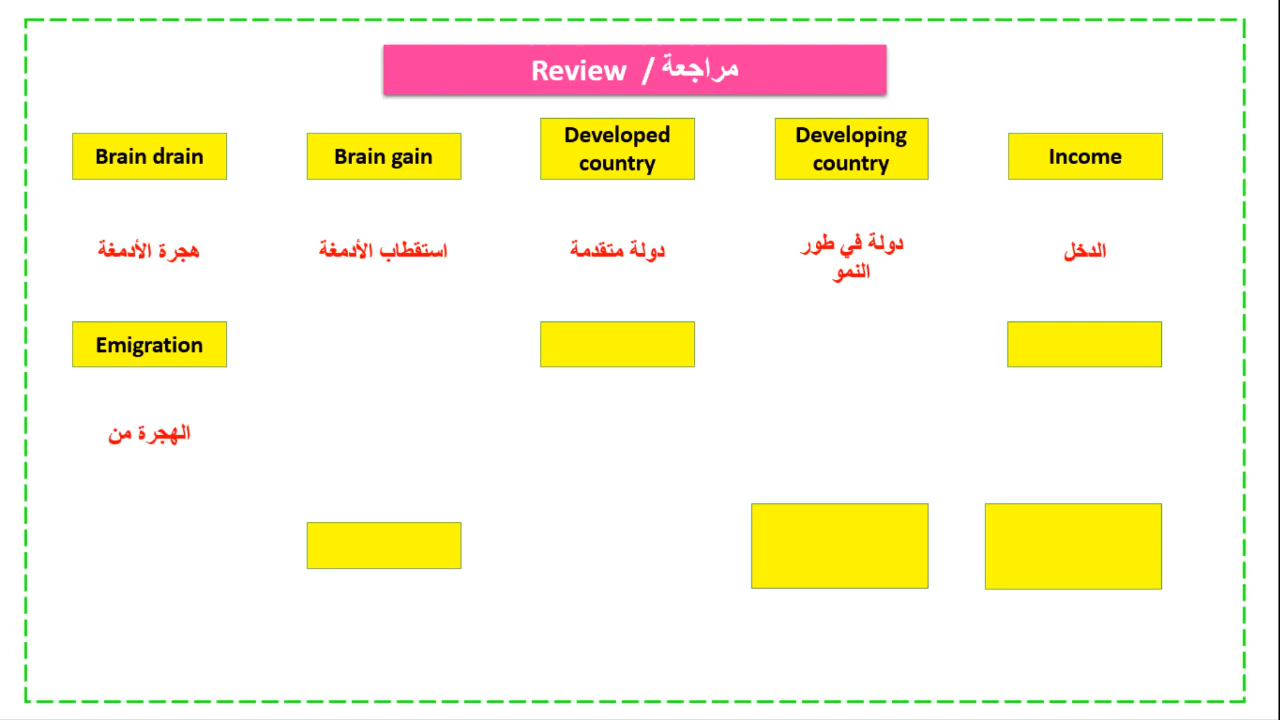 Review / مراجعة
Brain drain
Brain gain
Developed
country
Developing
country
Income
هجرة الأدمغة
استقطاب الأدمغة
دولة متقدمة
دولة في طور
النمو
الدخل
Emigration
الهجرة من